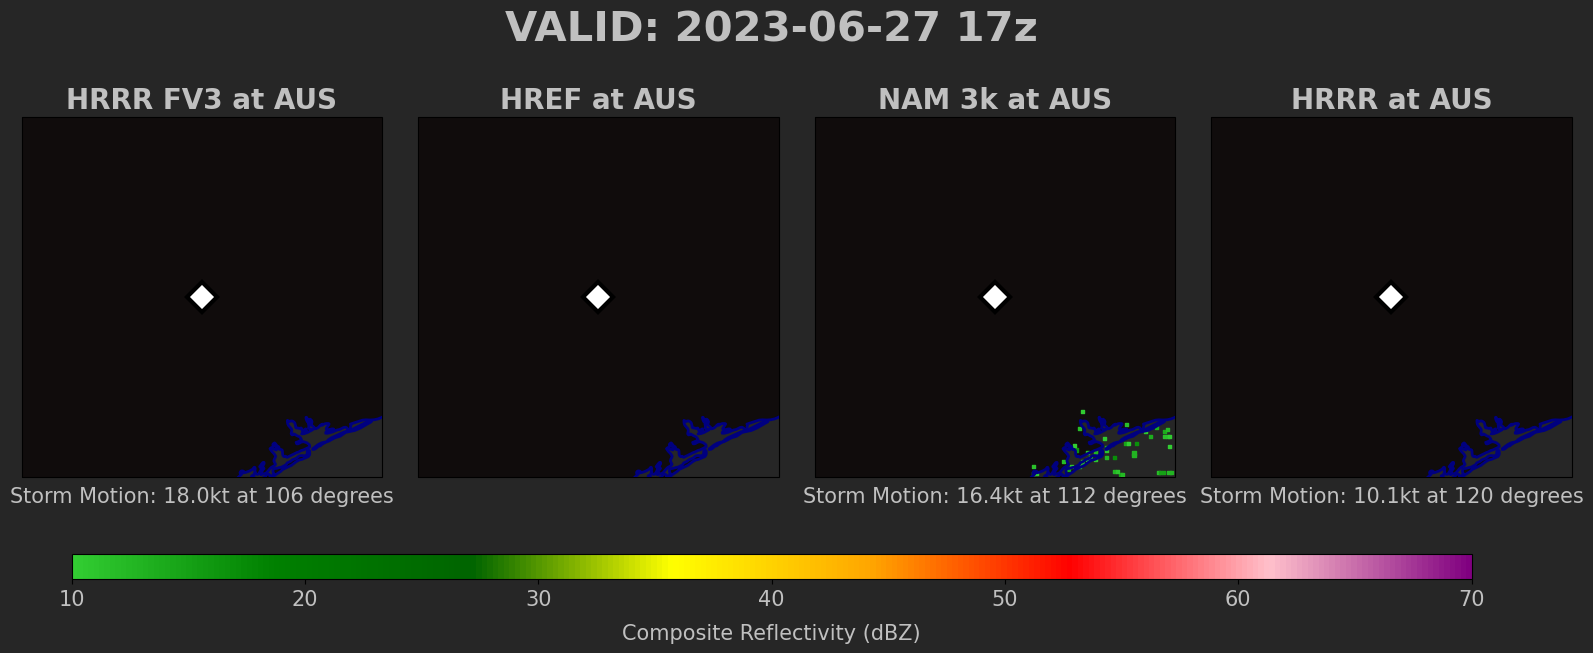 VALID: 2023-06-27 17z
HRRR FV3 at AUS
HREF at AUS
NAM 3k at AUS
HRRR at AUS
Storm Motion: 18.0kt at 106 degrees
Storm Motion: 16.4kt at 112 degrees
Storm Motion: 10.1kt at 120 degrees
10 20 30 40 50 60 70
Composite Reflectivity (dBZ)